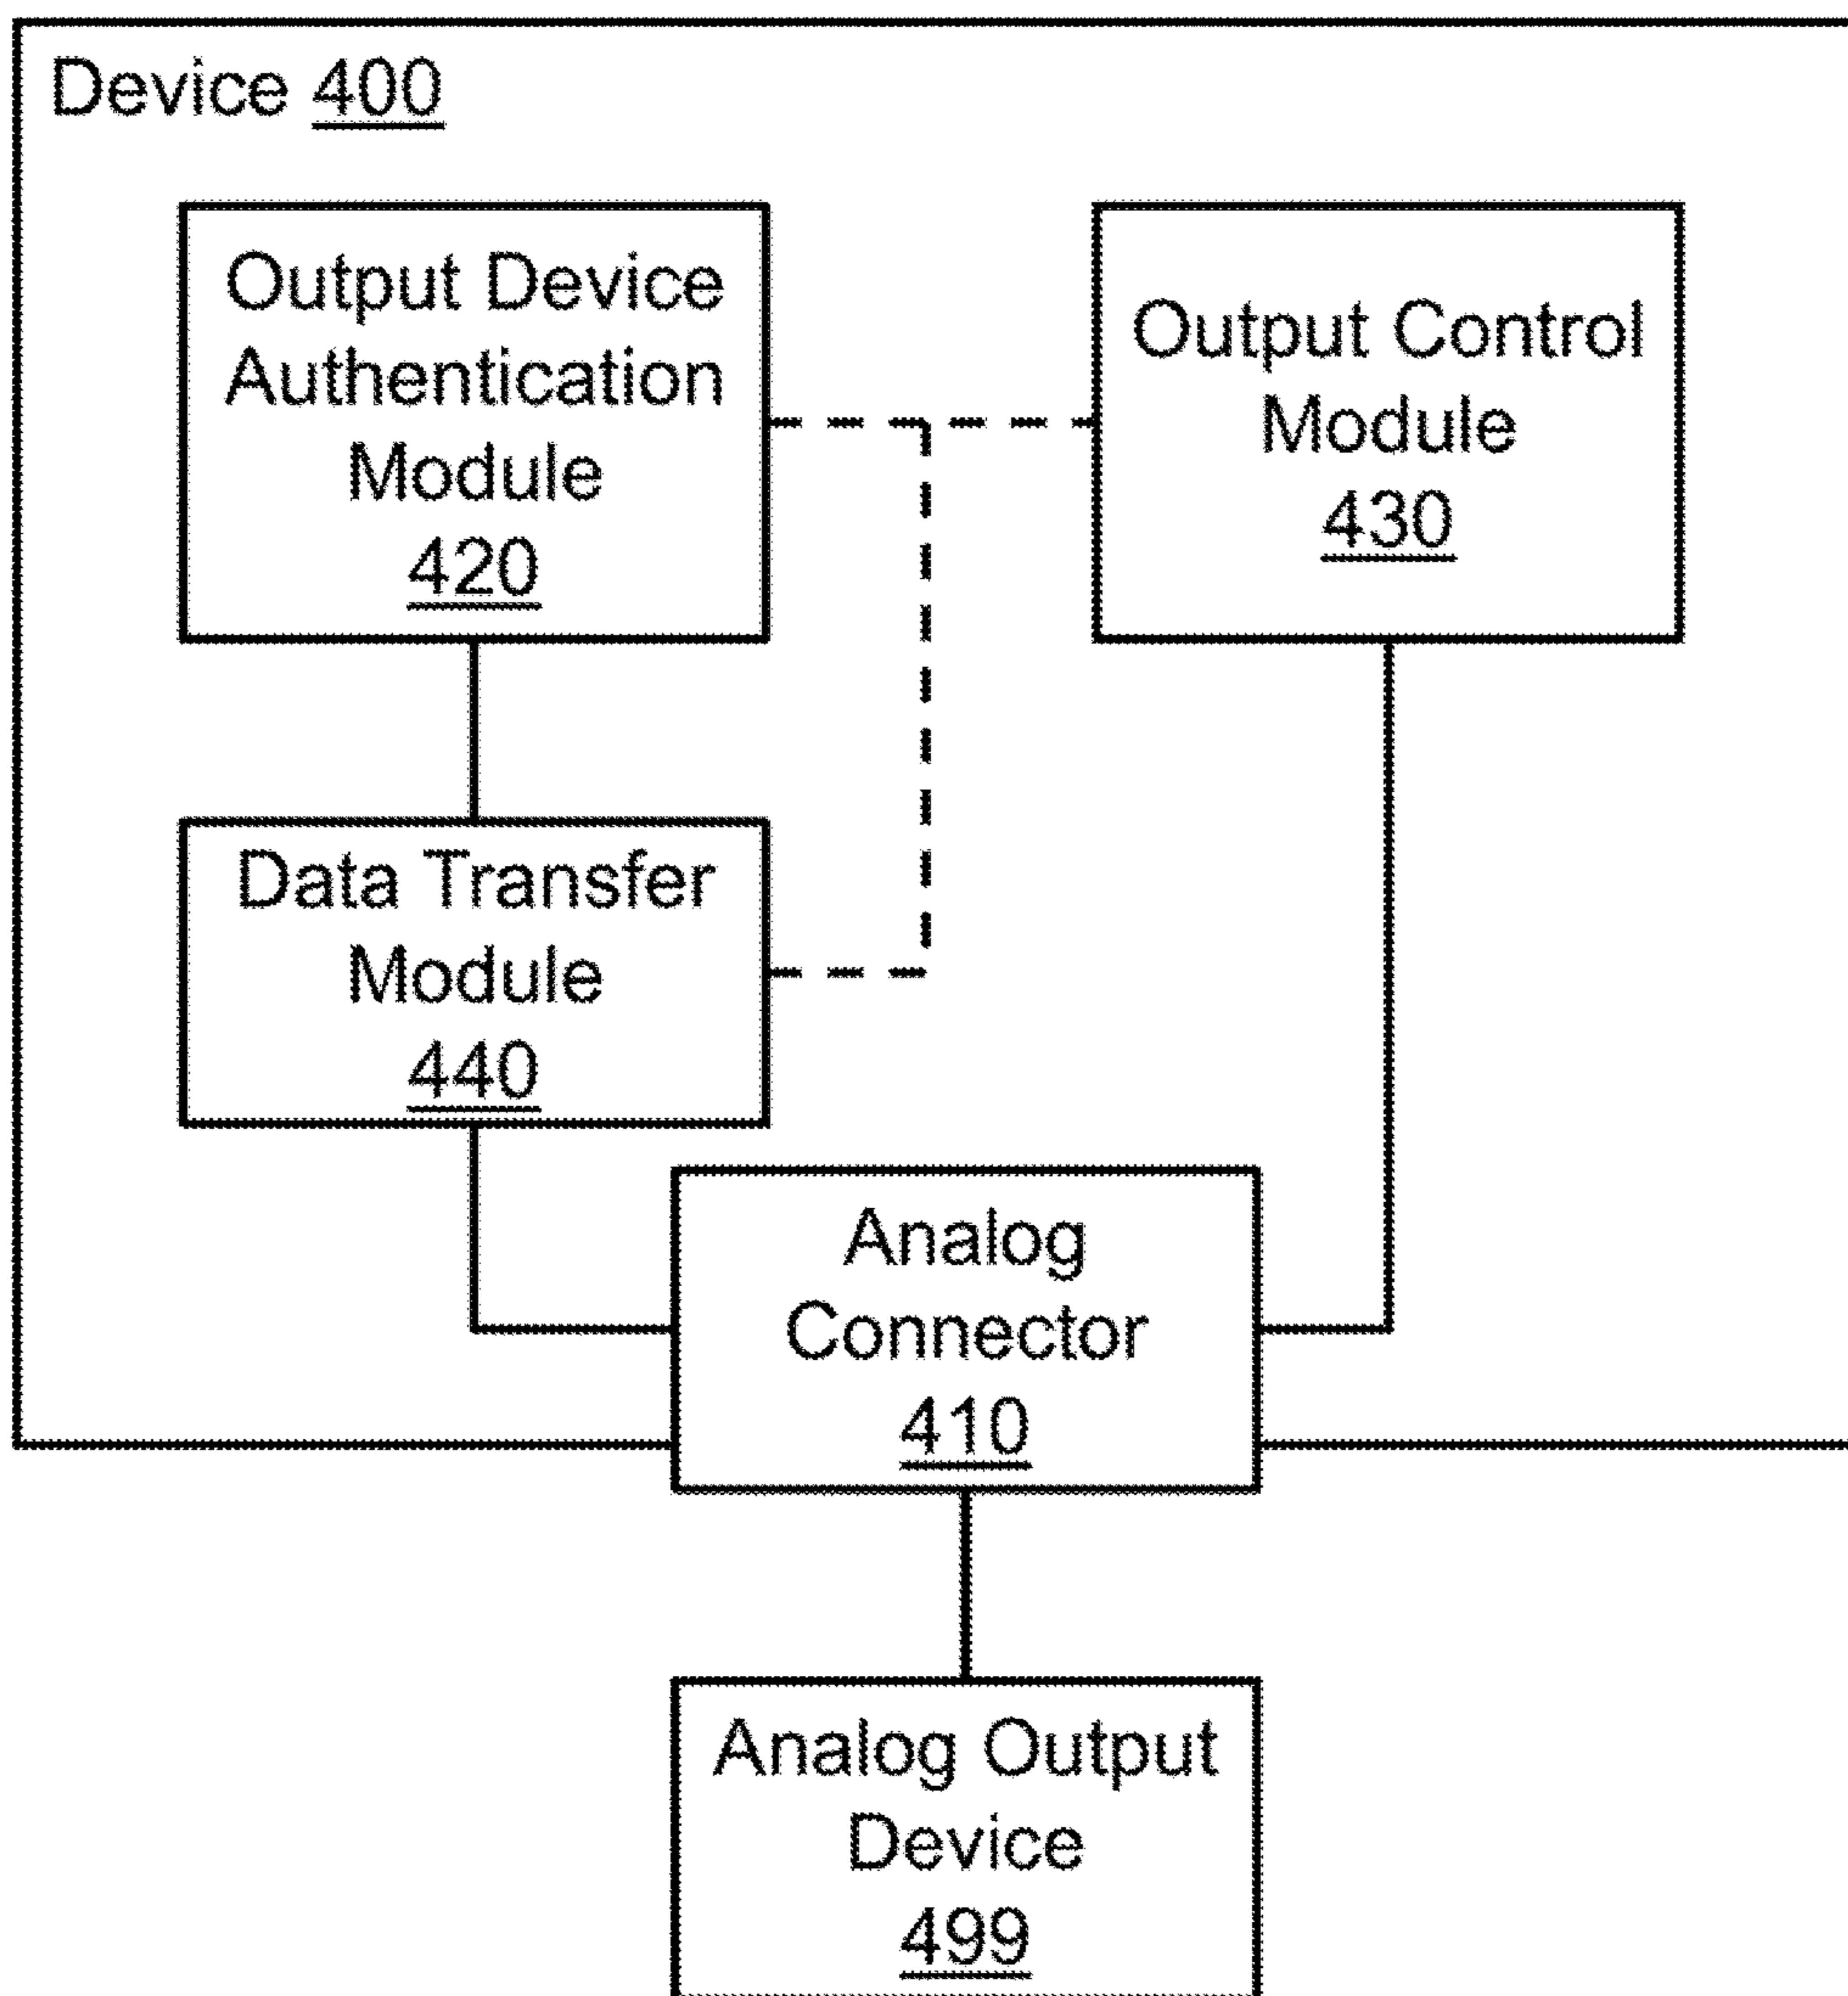 Device 400
Output Device
Authentication
Module
420
Output Control
Module
430
Data Transfer
Module
440
Analog
Connector
410
Analog Output
Device
499